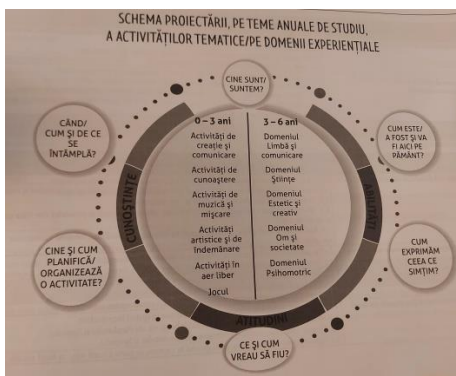 SCHEMA PROIECTĂRII, PE TEME ANUALE DE STUDIU,
A ACTIVITĂȚILOR TEMATICE/PE DOMENII EXPERIENȚIALE
CINE SUNT/
SUNTEM?
CÂND/
CUM ȘI DE CE
SE
ÎNTÂMPLĂ?
CUM ESTE/
A FOST ȘI VA
FI AICI PE
PĂMÂNT?
0 – 3 ani
Activități de
creație și
comunicare
Activități de
cunoaștere
Activități de
muzică și
mișcare
Activități
artistice și de
îndemânare
Activități în
aer liber
Jocul
3 – 6 ani
Domeniul
Limbă și
comunicare
Domeniul
Științe
Domeniul
Estetic și
creativ
Domeniul
Om și
societate
Domeniul
Psihomotric
CUNOȘTINȚE
ABILITĂȚI
ATITUDINI
CINE ȘI CUM
PLANIFICĂ/
ORGANIZEAZĂ
O ACTIVITATE?
CUM
EXPRIMĂM
CEEA CE
SIMȚIM?
CE ȘI CUM
VREAU SĂ FIU?